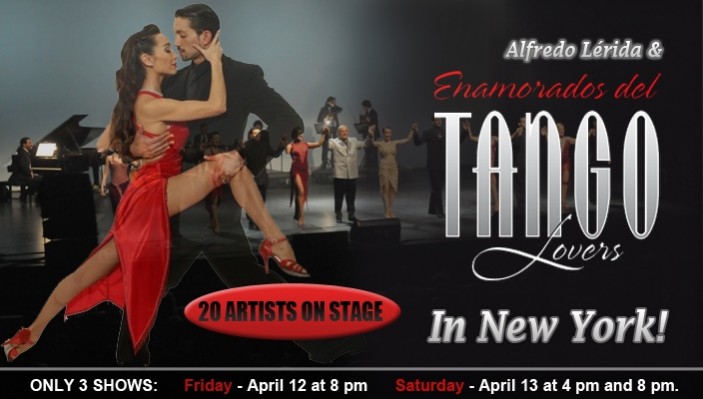 Alfredo Lérida &
Enamorados del
TANGO
Lovers
20 ARTISTS ON STAGE
In New York!
ONLY 3 SHOWS: Friday - April 12 at 8 pm Saturday - April 13 at 4 pm and 8 pm.